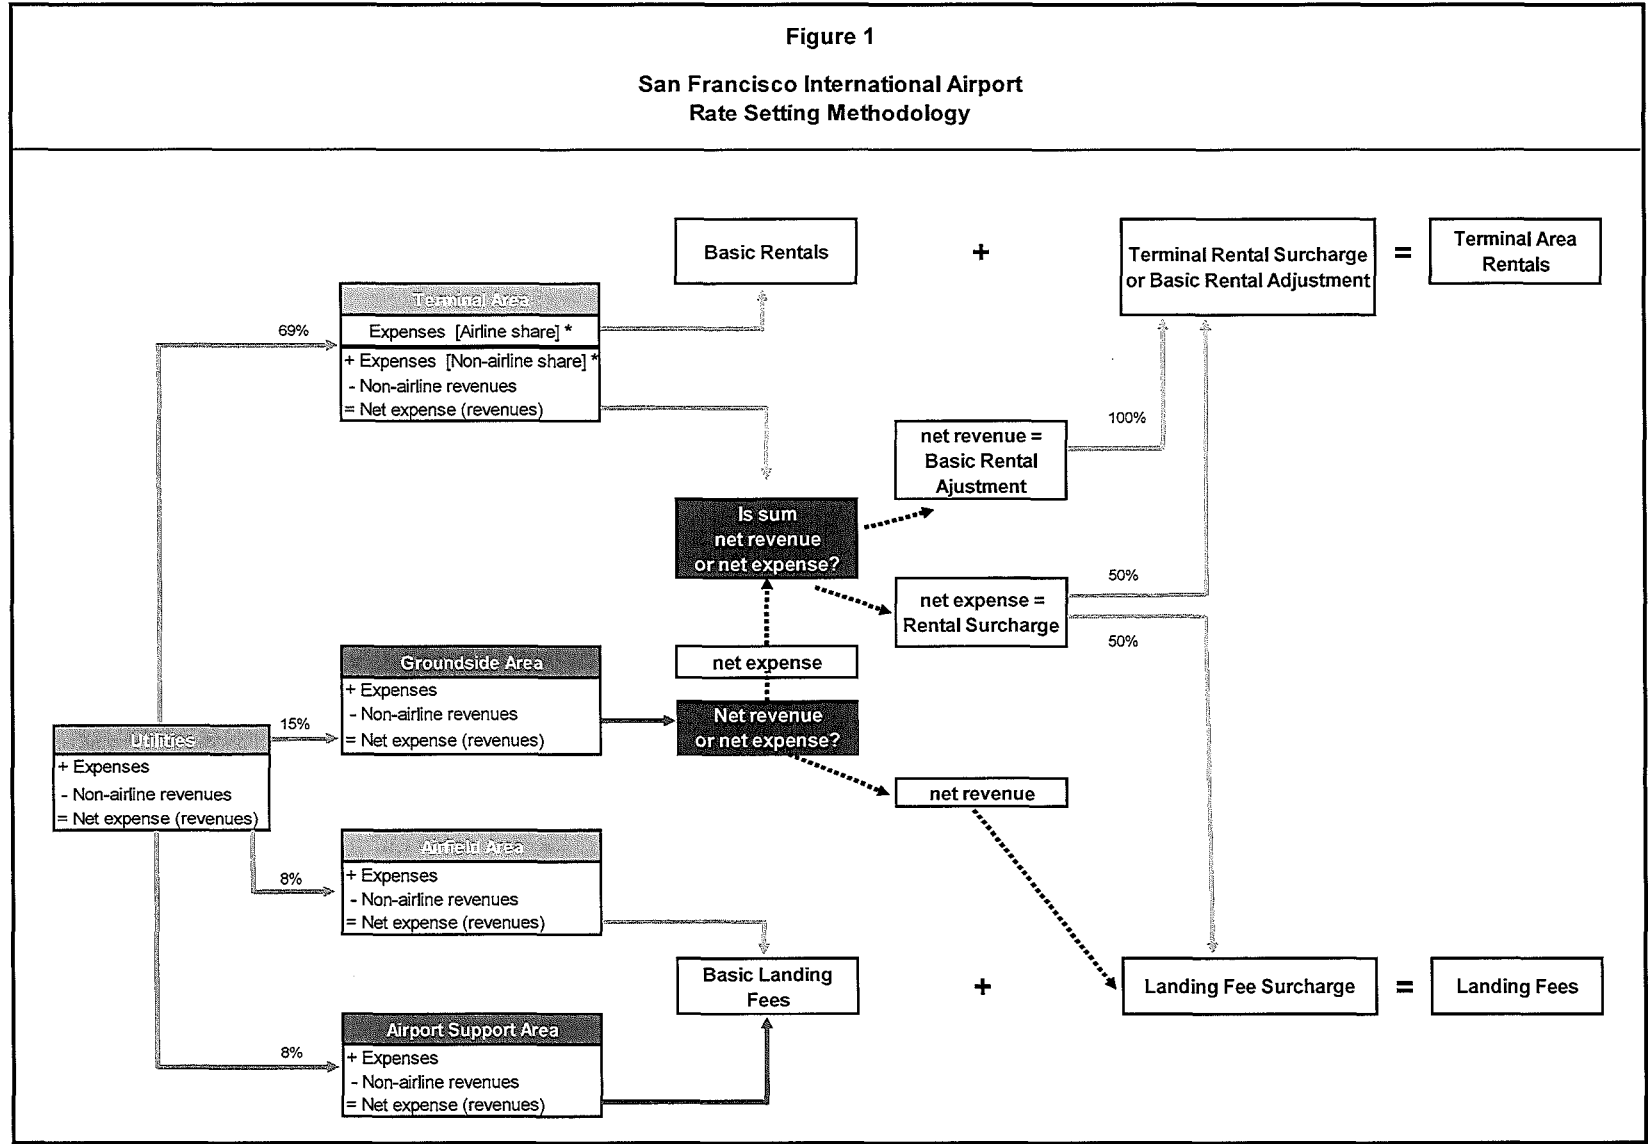 Figure 1
San Francisco International Airport
Rate Setting Methodology
Basic Rentals
+
Terminal Rental Surcharge
or Basic Rental Adjustment
=
Terminal Area
Rentals
Terminal Area
69%
Expenses [Airline share] *
+ Expenses [Non-airline share] *
- Non-airline revenues
= Net expense (revenues)
100%
net revenue =
Basic Rental
Ajustment
Is sum
net revenue
or net expense?
50%
net expense =
Rental Surcharge
50%
Groundside Area
+ Expenses
- Non-airline revenues
= Net expense (revenues)
net expense
Net revenue
or net expense?
15%
Utilities
+ Expenses
- Non-airline revenues
= Net expense (revenues)
net revenue
Airfield Area
8%
+ Expenses
- Non-airline revenues
= Net expense (revenues)
Basic Landing
Fees
+
Landing Fee Surcharge
=
Landing Fees
Airport Support Area
8%
+ Expenses
- Non-airline revenues
= Net expense (revenues)